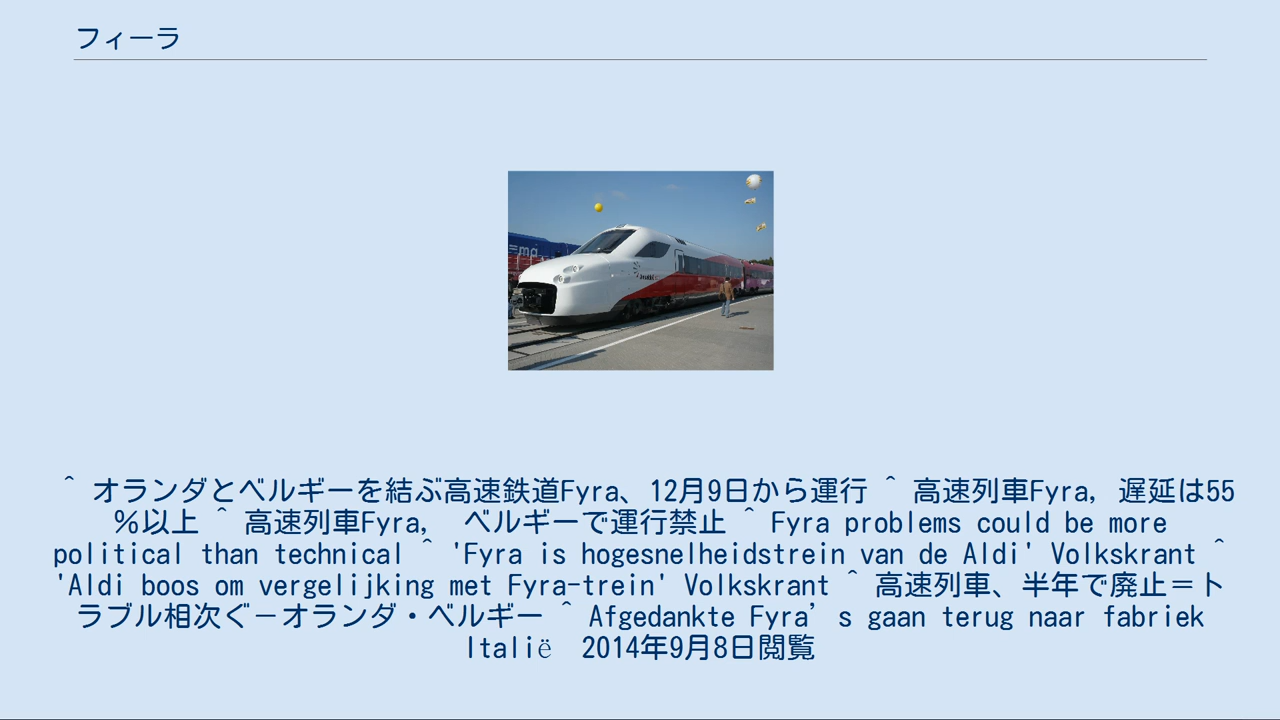 フィーラ
^ オランダとベルギーを結ぶ高速鉄道Fyra、12月9日から運行 ^ 高速列車Fyra, 遅延は55
%以上 ^ 高速列車Fyra, ベルギーで運行禁止 ^ Fyra problems could be more
political than technical ^ 'Fyra is hogesnelheidstrein van de Aldi' Volkskrant ^
'Aldi boos om vergelijking met Fyra-trein' Volkskrant ^ 高速列車、半年で廃止=ト
ラブル相次ぐ－オランダ・ベルギー ^ Afgedankte Fyra’s gaan terug naar fabriek
Italië　2014年9月8日閲覧